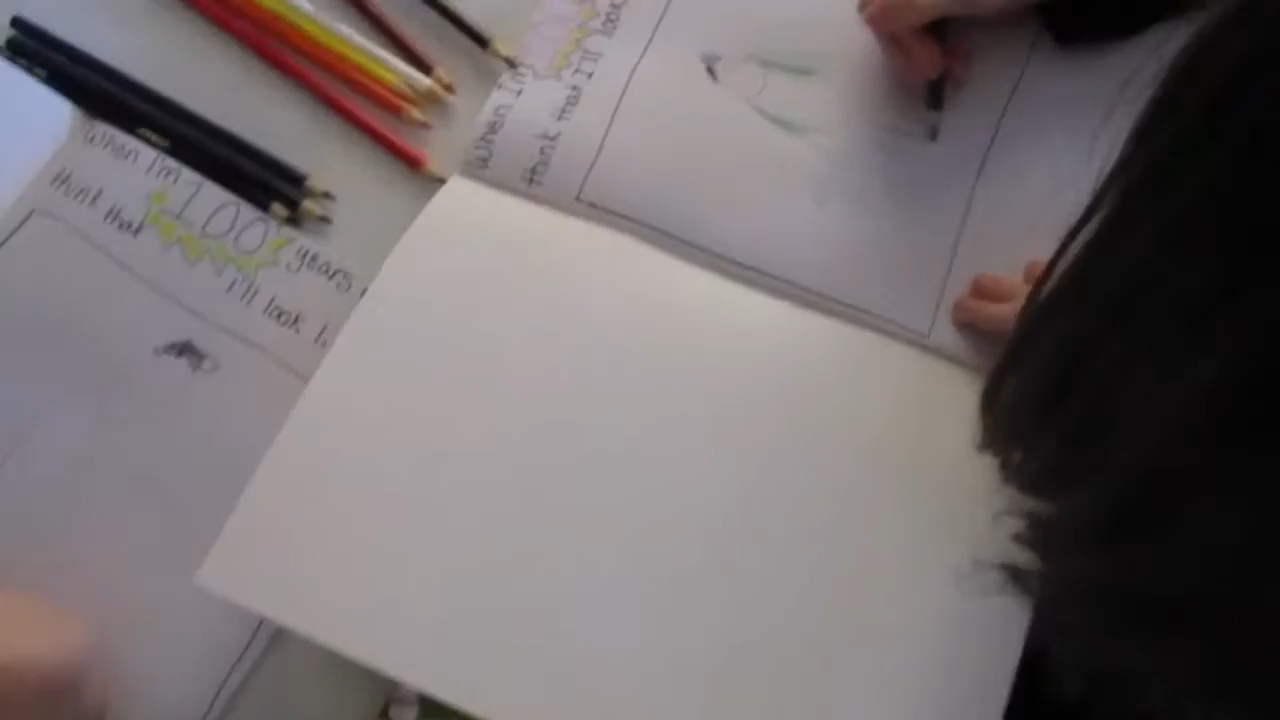 When I'm 100 years
think that I'll look
When I'm
think that I'll look